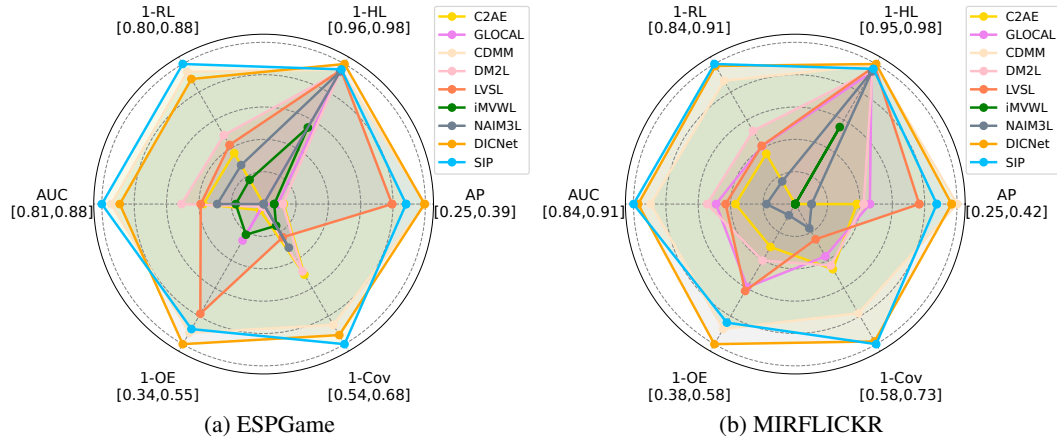 1-RL
[0.80,0.88]
1-HL
[0.96,0.98]
C2AE
GLOCAL
CDMM
DM2L
LVSL
iMVWL
NAIM3L
DICNet
SIP
AUC
[0.81,0.88]
AP
[0.25,0.39]
1-OE
[0.34,0.55]
1-Cov
[0.54,0.68]
(a) ESPGame
1-RL
[0.84,0.91]
1-HL
[0.95,0.98]
C2AE
GLOCAL
CDMM
DM2L
LVSL
iMVWL
NAIM3L
DICNet
SIP
AUC
[0.84,0.91]
AP
[0.25,0.42]
1-OE
[0.38,0.58]
1-Cov
[0.58,0.73]
(b) MIRFLICKR